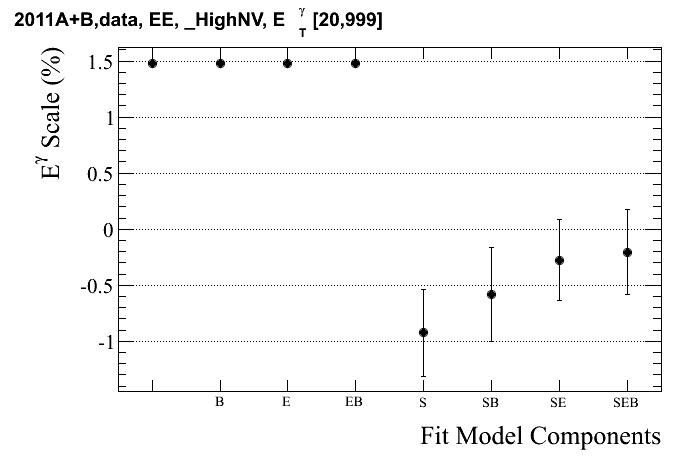 2011A+B,data, EE, _HighNV, E γ T [20,999]
E^γ Scale (%)
1.5
1
0.5
0
-0.5
-1
B E EB S SB SE SEB
Fit Model Components